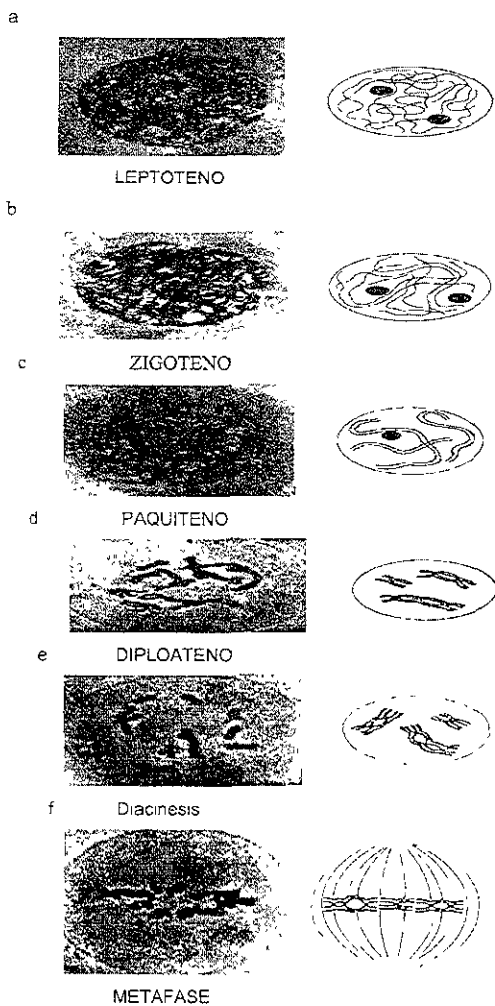 a
LEPTOTENO
b
ZIGOTENO
c
PAQUITENO
d
DIPLOATENO
e
Diacinesis
f
METAFASE